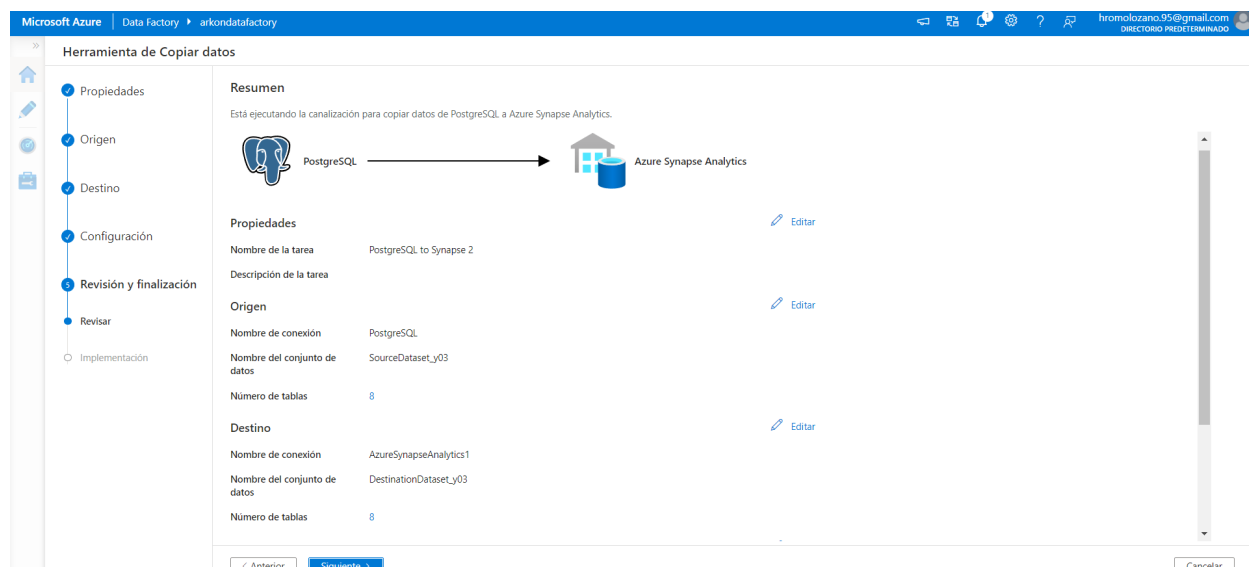 Microsoft Azure | Data Factory ▸ arkondatafactory
1
?
hromolozano.95@gmail.com
DIRECTORIO PREDETERMINADO
»
Herramienta de Copiar datos
Propiedades
Origen
Destino
Configuración
5 Revisión y finalización
Revisar
Implementación
Resumen
Está ejecutando la canalización para copiar datos de PostgreSQL a Azure Synapse Analytics.
PostgreSQL
Azure Synapse Analytics
Propiedades
Editar
Nombre de la tarea PostgreSQL to Synapse 2
Descripción de la tarea
Origen
Editar
Nombre de conexión PostgreSQL
Nombre del conjunto de SourceDataset_y03
datos
Número de tablas 8
Destino
Editar
Nombre de conexión AzureSynapseAnalytics1
Nombre del conjunto de DestinationDataset_y03
datos
Número de tablas 8
< Anterior
Siguiente >
Cancelar